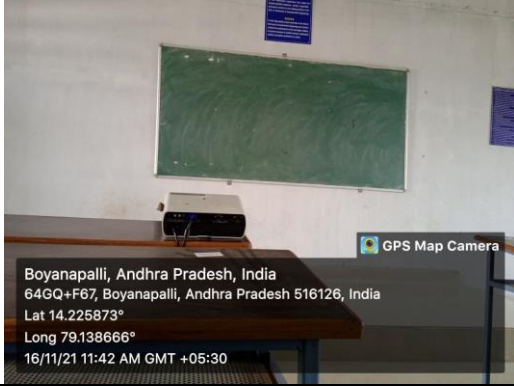 GPS Map Camera
Boyanapalli, Andhra Pradesh, India
64GQ+F67, Boyanapalli, Andhra Pradesh 516126, India
Lat 14.225873°
Long 79.138666°
16/11/21 11:42 AM GMT +05:30